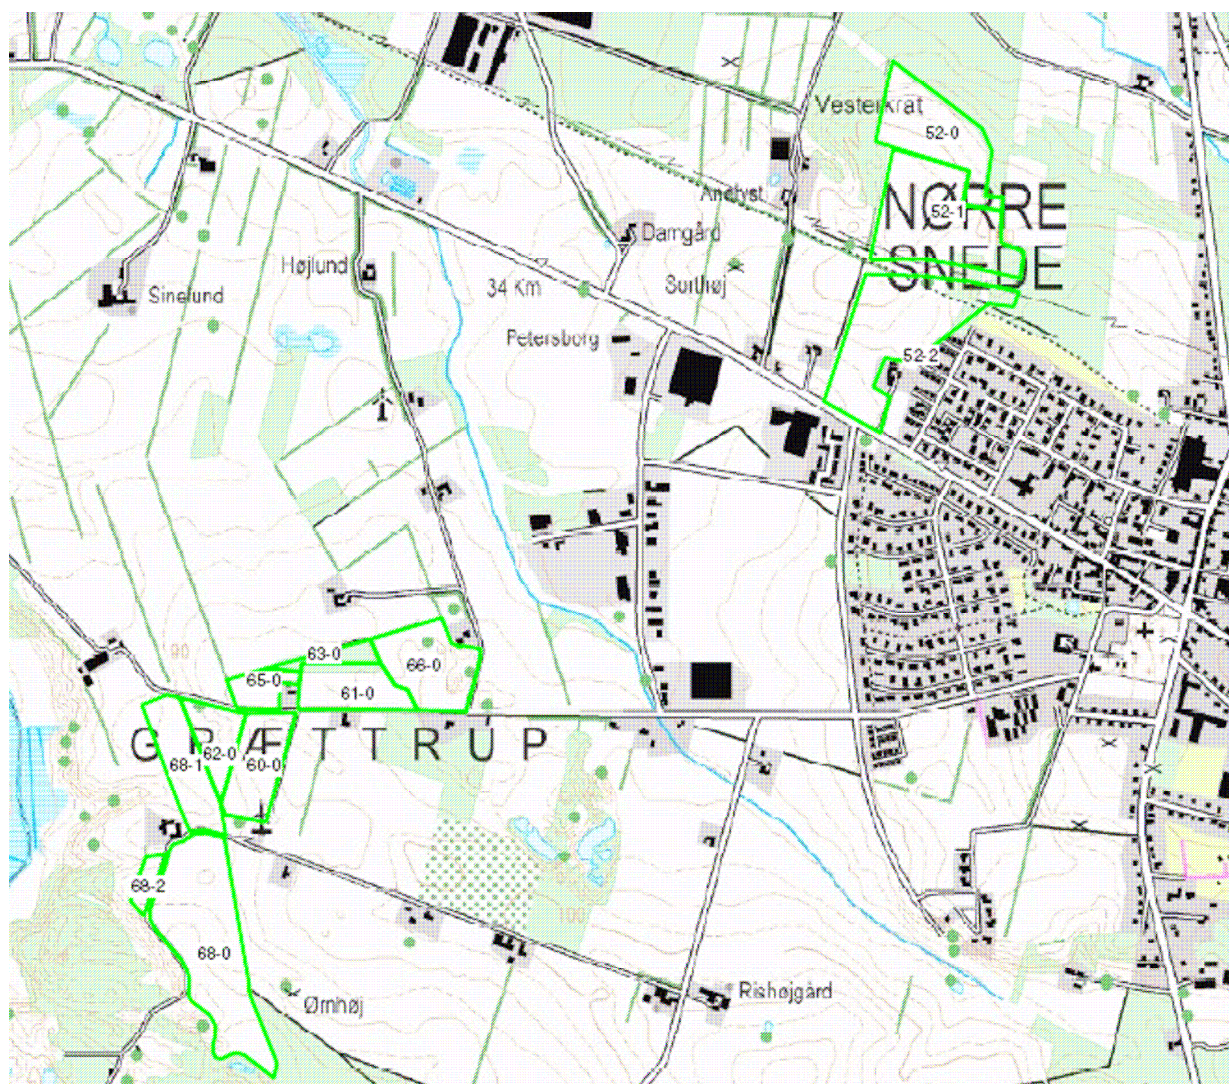 Vesterkrat
52-0
Andlyst
NØRRE
52-1
Damgård
SNEDE
Højlund
Surthøj
34 Km
Sinelund
Petersborg
52-2
90
63-0
66-0
65-0
61-0
GRÆTTRUP
62-0
68-1
60-0
68-2
100
68-0
Rishøjgård
Ørnhøj